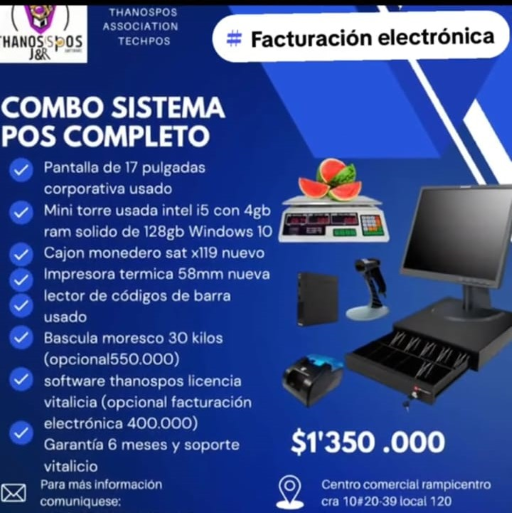 THANOSPOS
ASSOCIATION
TECHPOS
# Facturación electrónica
THANOSPOS
J&R
COMBO SISTEMA
POS COMPLETO
Pantalla de 17 pulgadas
corporativa usado
Mini torre usada intel i5 con 4gb
ram solido de 128gb Windows 10
Cajon monedero sat x119 nuevo
Impresora termica 58mm nueva
lector de códigos de barra
usado
Bascula moresco 30 kilos
(opcional550.000)
software thanospos licencia
vitalicia (opcional facturación
electrónica 400.000)
Garantía 6 meses y soporte
vitalicio
$1'350 .000
Para más información
comuniquese:
Centro comercial rampicentro
cra 10#20-39 local 120